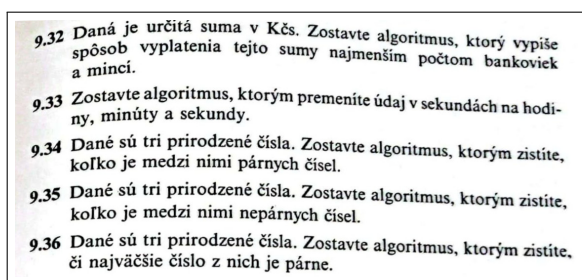 9.32 Daná je určitá suma v Kčs. Zostavte algoritmus, ktorý vypíše
spôsob vyplatenia tejto sumy najmenším počtom bankoviek
a mincí.
9.33 Zostavte algoritmus, ktorým premeníte údaj v sekundách na hodi-
ny, minúty a sekundy.
9.34 Dané sú tri prirodzené čísla. Zostavte algoritmus, ktorým zistíte,
koľko je medzi nimi párnych čísel.
9.35 Dané sú tri prirodzené čísla. Zostavte algoritmus, ktorým zistíte,
koľko je medzi nimi nepárnych čísel.
9.36 Dané sú tri prirodzené čísla. Zostavte algoritmus, ktorým zistíte,
či najväčšie číslo z nich je párne.